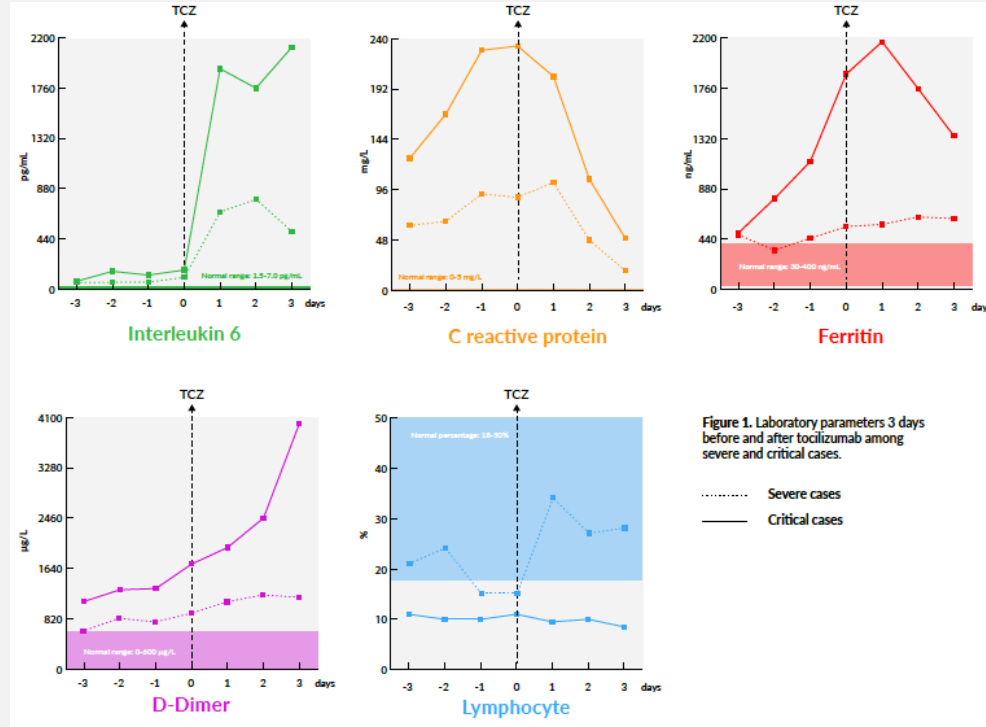 TCZ
TCZ
TCZ
2200
1760
1320
880
440
0
pg/mL
Normal range: 1.5-7.0 pg/mL
-3 -2 -1 0 1 2 3 days
Interleukin 6
240
192
144
96
48
0
mg/L
Normal range: 0-5 mg/L
-3 -2 -1 0 1 2 3 days
C reactive protein
2200
1760
1320
880
440
0
ng/mL
Normal range: 30-400 ng/mL
-3 -2 -1 0 1 2 3 day
Ferritin
TCZ
TCZ
4100
3280
2460
1640
820
0
µg/L
Normal range: 0-600 µg/L
-3 -2 -1 0 1 2 3 days
D-Dimer
50
40
30
20
10
0
%
Normal percentage: 18-50%
-3 -2 -1 0 1 2 3 days
Lymphocyte
Figure 1. Laboratory parameters 3 days
before and after tocilizumab among
severe and critical cases.
Severe cases
Critical cases